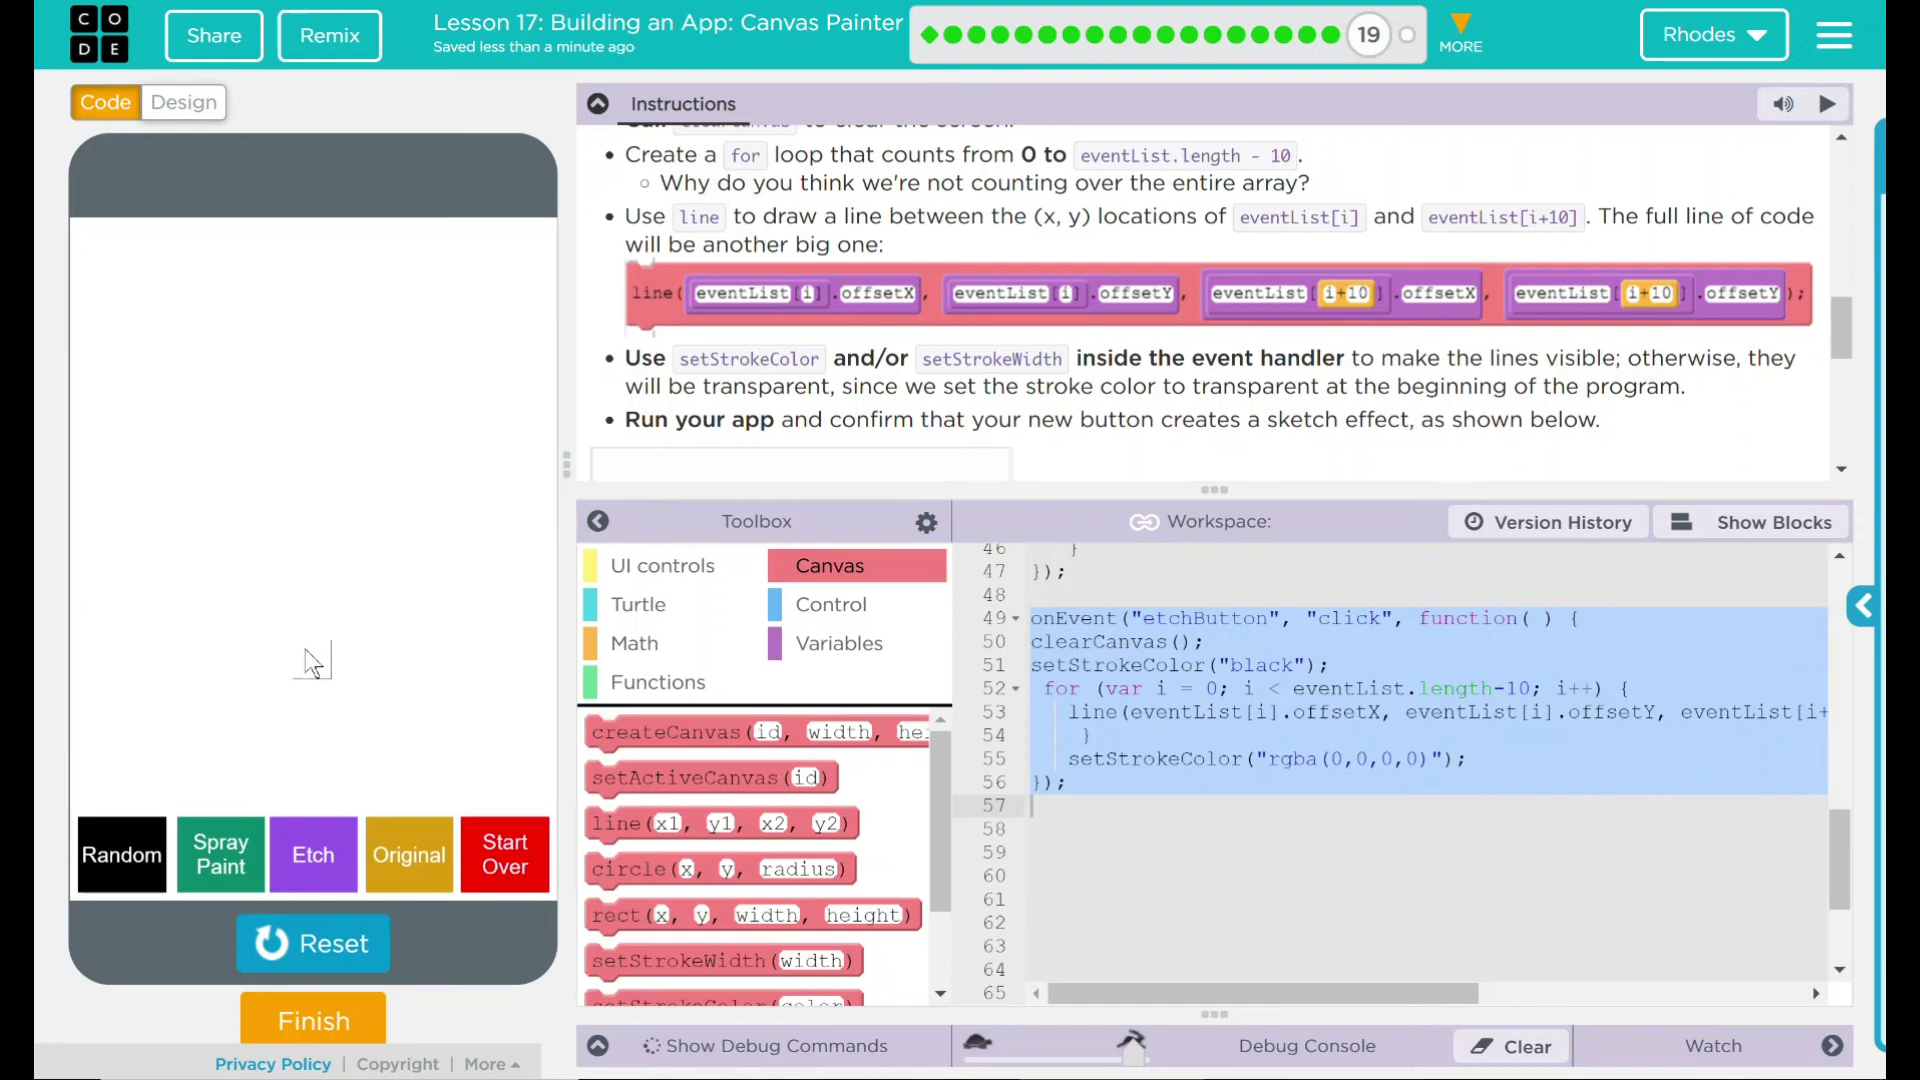 CODE
Share
Remix
Lesson 17: Building an App: Canvas Painter
Saved less than a minute ago
19
MORE
Rhodes
Code
Design
Instructions
to clear the screen.
• Create a for loop that counts from 0 to eventList.length - 10.
Why do you think we're not counting over the entire array?
• Use line to draw a line between the (x, y) locations of eventList[i] and eventList[i+10]. The full line of code
will be another big one:
line(eventList[i].offsetX, eventList[i].offsetY, eventList[i+10].offsetX, eventList[i+10].offsetY);
• Use setStrokeColor and/or setStrokeWidth inside the event handler to make the lines visible; otherwise, they
will be transparent, since we set the stroke color to transparent at the beginning of the program.
• Run your app and confirm that your new button creates a sketch effect, as shown below.
Toolbox
Workspace:
Version History
Show Blocks
UI controls
Canvas
Turtle
Control
Math
Variables
Functions
createCanvas(id, width, hei
setActiveCanvas(id)
line(x1, y1, x2, y2)
circle(x, y, radius)
rect(x, y, width, height)
setStrokeWidth(width)
setStrokeColor(color)
46 }
47 });
48
49 onEvent("etchButton", "click", function( ) {
50 clearCanvas();
51 setStrokeColor("black");
52 for (var i = 0; i < eventList.length-10; i++) {
53 line(eventList[i].offsetX, eventList[i].offsetY, eventList[i+
54 }
55 setStrokeColor("rgba(0,0,0,0)");
56 });
57
58
59
60
61
62
63
64
65
Random
Spray Paint
Etch
Original
Start Over
Reset
Finish
Privacy Policy | Copyright | More
Show Debug Commands
Debug Console
Clear
Watch